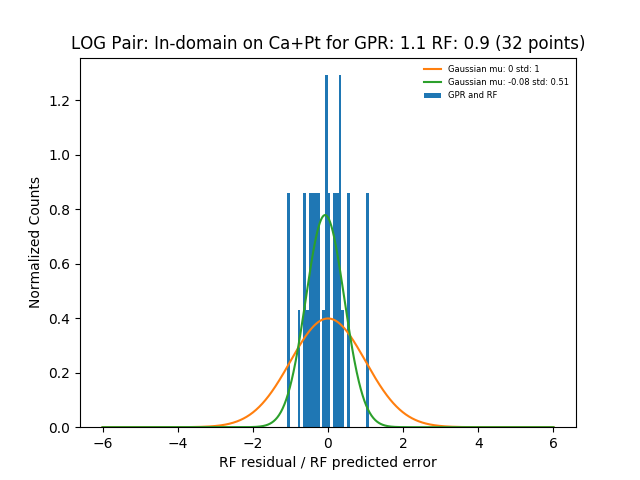 LOG Pair: In-domain on Ca+Pt for GPR: 1.1 RF: 0.9 (32 points)
Gaussian mu: 0 std: 1
Gaussian mu: -0.08 std: 0.51
GPR and RF
Normalized Counts
1.2
1.0
0.8
0.6
0.4
0.2
0.0
−6 −4 −2 0 2 4 6
RF residual / RF predicted error